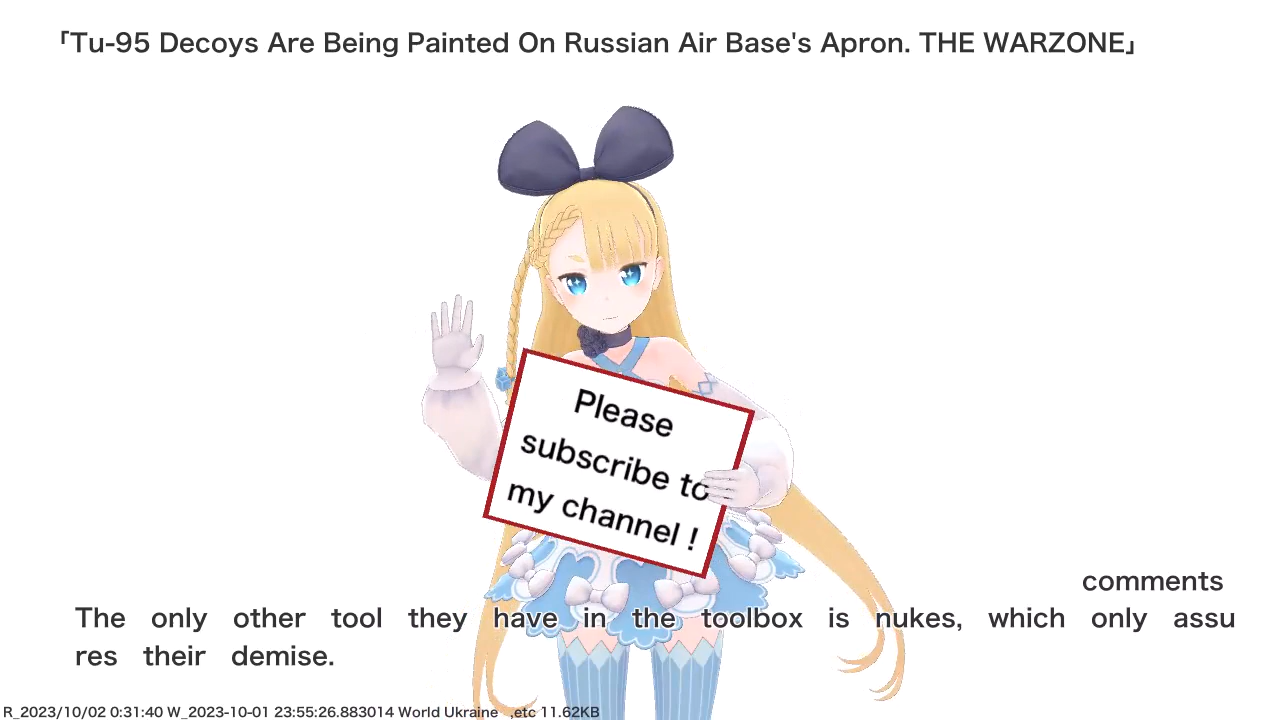 「Tu-95 Decoys Are Being Painted On Russian Air Base's Apron. THE WARZONE」
Please
subscribe to
my channel !
comments
The only other tool they have in the toolbox is nukes, which only assu
res their demise.
R_2023/10/02 0:31:40 W_2023-10-01 23:55:26.883014 World Ukraine ,etc 11.62KB